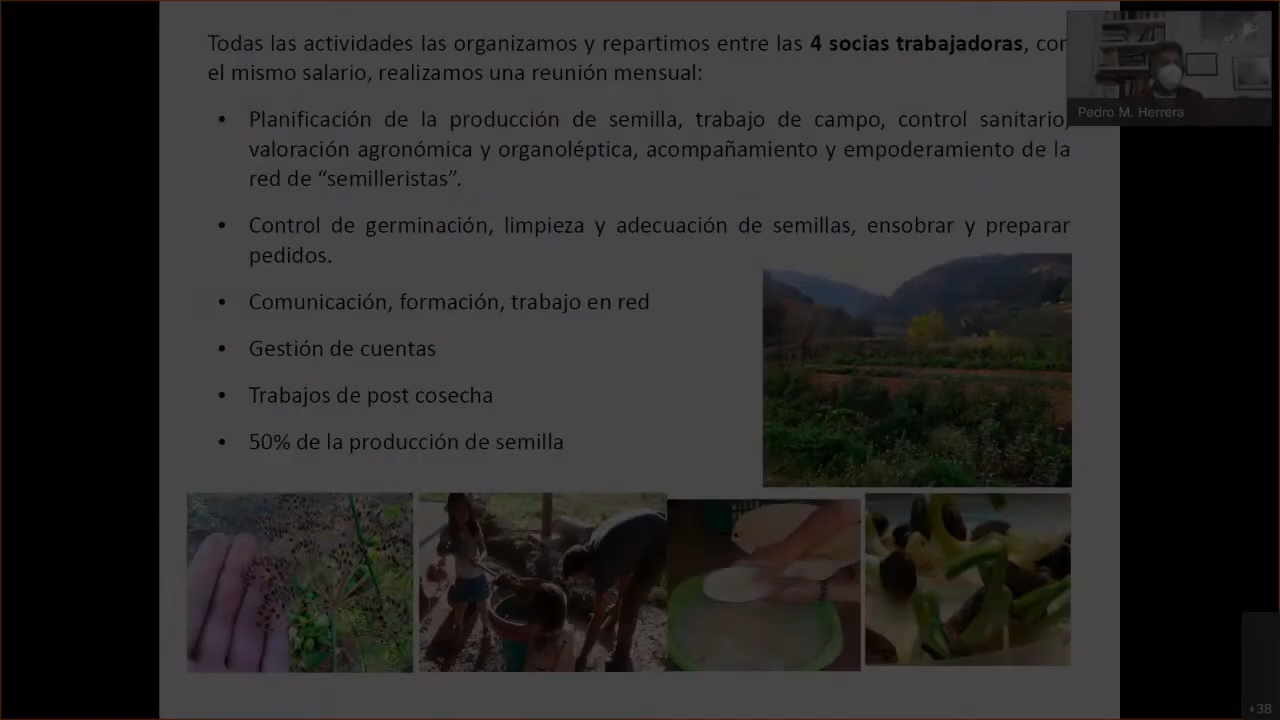 Todas las actividades las organizamos y repartimos entre las 4 socias trabajadoras, con
el mismo salario, realizamos una reunión mensual:
• Planificación de la producción de semilla, trabajo de campo, control sanitario,
valoración agronómica y organoléptica, acompañamiento y empoderamiento de la
red de “semilleristas”.
• Control de germinación, limpieza y adecuación de semillas, ensobrar y preparar
pedidos.
• Comunicación, formación, trabajo en red
• Gestión de cuentas
• Trabajos de post cosecha
• 50% de la producción de semilla
Pedro M. Herrera
+38